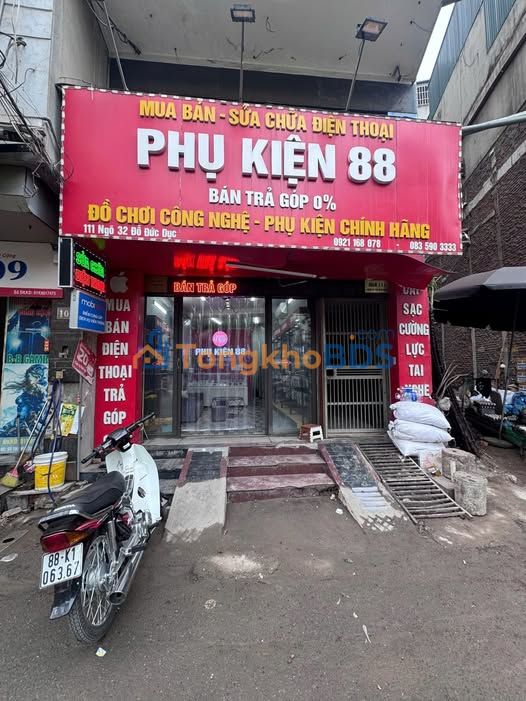 MUA BÁN - SỬA CHỮA ĐIỆN THOẠI
PHỤ KIỆN 88
BÁN TRẢ GÓP 0%
ĐỒ CHƠI CÔNG NGHỆ - PHỤ KIỆN CHÍNH HÃNG
111 Ngõ 32 Đỗ Đức Dục
0921 168 078
083 590 3333
BÁN TRẢ GÓP
99
mobi
MUA
BÁN
ĐIỆN
THOẠI
TRẢ
GÓP
PHỤ KIỆN 88
SẠC
CƯỜNG
LỰC
TAI
NGHE
TongkhoBDS
88-K1
063.67